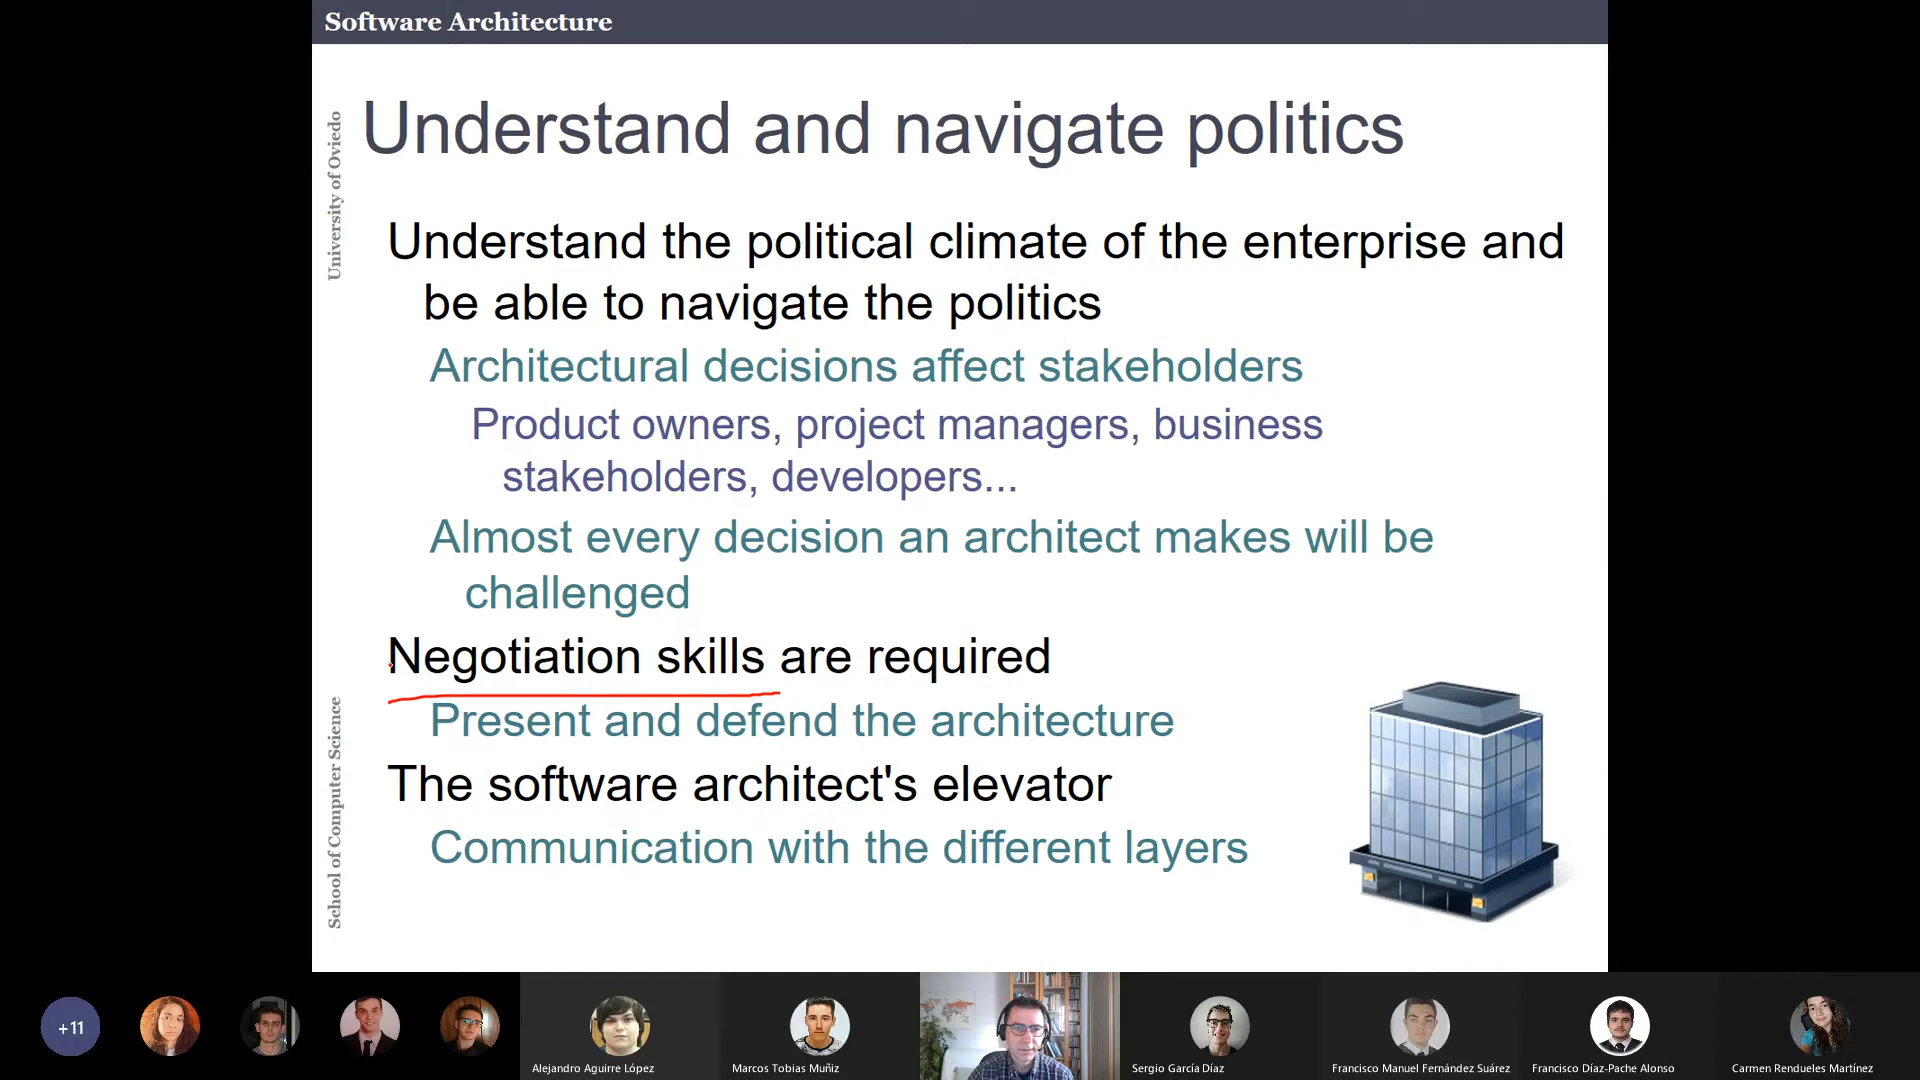 Software Architecture
University of Oviedo
Understand and navigate politics
Understand the political climate of the enterprise and
be able to navigate the politics
Architectural decisions affect stakeholders
Product owners, project managers, business
stakeholders, developers...
Almost every decision an architect makes will be
challenged
Negotiation skills are required
Present and defend the architecture
The software architect's elevator
Communication with the different layers
School of Computer Science
+11
Alejandro Aguirre López
Marcos Tobias Muñiz
Sergio García Díaz
Francisco Manuel Fernández Suárez
Francisco Díaz-Pache Alonso
Carmen Rendueles Martínez